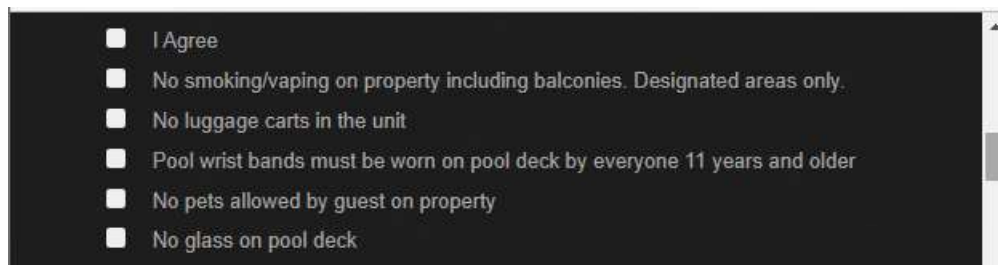 I Agree
No smoking/vaping on property including balconies. Designated areas only.
No luggage carts in the unit
Pool wrist bands must be worn on pool deck by everyone 11 years and older
No pets allowed by guest on property
No glass on pool deck